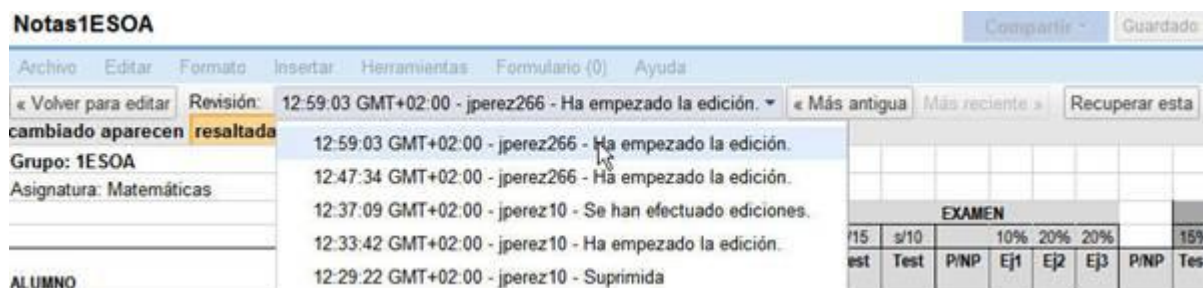 Notas1ESOA
Compartir
Guardado
Archivo Editar Formato Insertar Herramientas Formulario (0) Ayuda
« Volver para editar Revisión: 12:59:03 GMT+02:00 - jperez266 - Ha empezado la edición. « Más antigua Más reciente » Recuperar esta
cambiado aparecen resaltada
12:59:03 GMT+02:00 - jperez266 - Ha empezado la edición.
Grupo: 1ESOA
12:47:34 GMT+02:00 - jperez266 - Ha empezado la edición.
Asignatura: Matemáticas
12:37:09 GMT+02:00 - jperez10 - Se han efectuado ediciones.
EXAMEN
12:33:42 GMT+02:00 - jperez10 - Ha empezado la edición.
/15 s/10 10% 20% 20% 15%
12:29:22 GMT+02:00 - jperez10 - Suprimida
est Test P/NP Ej1 Ej2 Ej3 P/NP Tes
ALUMNO